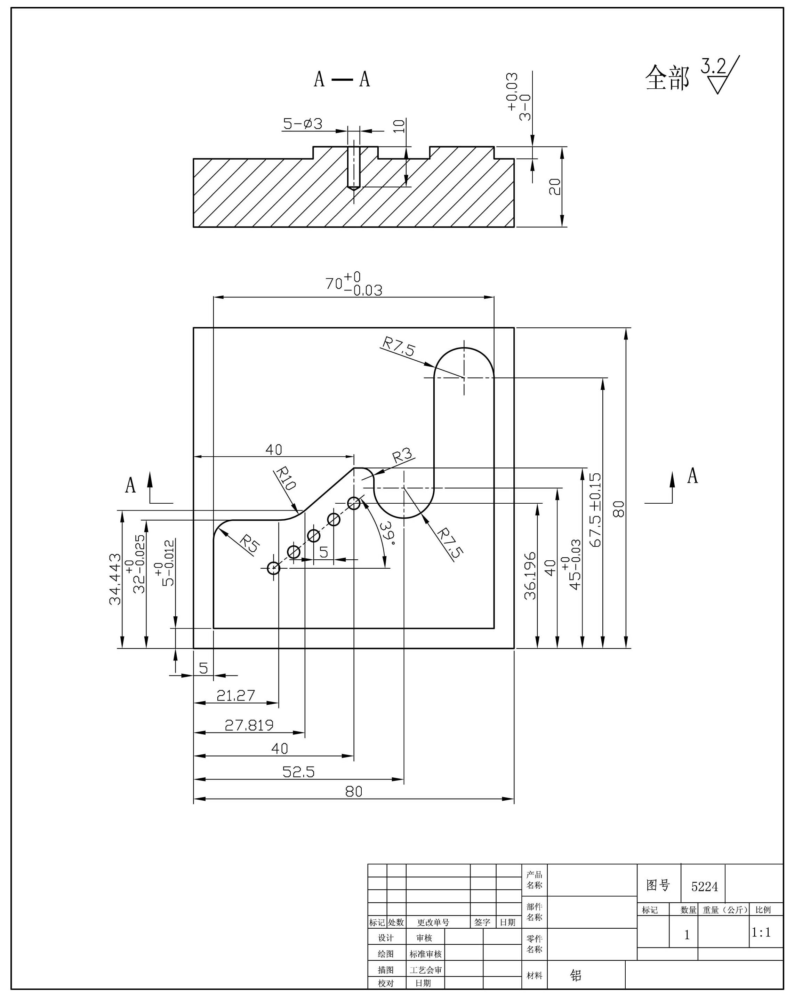 A—A
全部 3.2
5-⌀3
10
+0.03
3-0
20
70 +0
-0.03
R7.5
80
40
R3
R10
67.5±0.15
A
A
39°
R5
5
R7.5
34.443
+0
32-0.025
+0
5-0.012
36.196
40
+0
45-0.03
5
21.27
27.819
40
52.5
80
产品名称
图号 5224
部件名称
标记 数量 重量(公斤) 比例
标记 处数 更改单号 签字 日期
1 1:1
设计 审核
零件名称
绘图 标准审核
描图 工艺会审
材料 铝
校对 日期